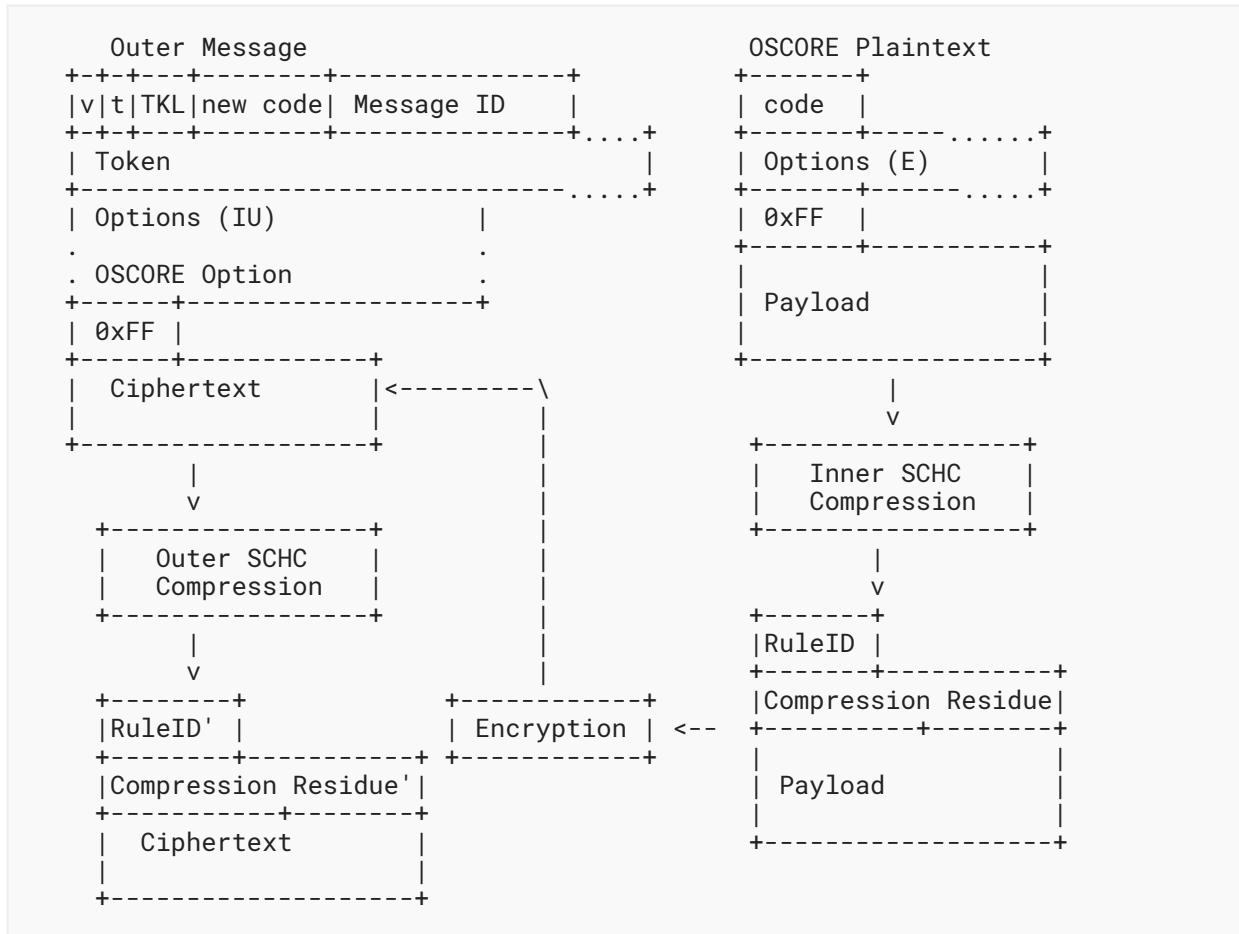 Outer Message
v t TKL new code Message ID
Token
Options (IU)
OSCORE Option
0xFF
Ciphertext
Outer SCHC
Compression
RuleID'
Compression Residue'
Ciphertext
Encryption
OSCORE Plaintext
code
Options (E)
0xFF
Payload
Inner SCHC
Compression
RuleID
Compression Residue
Payload